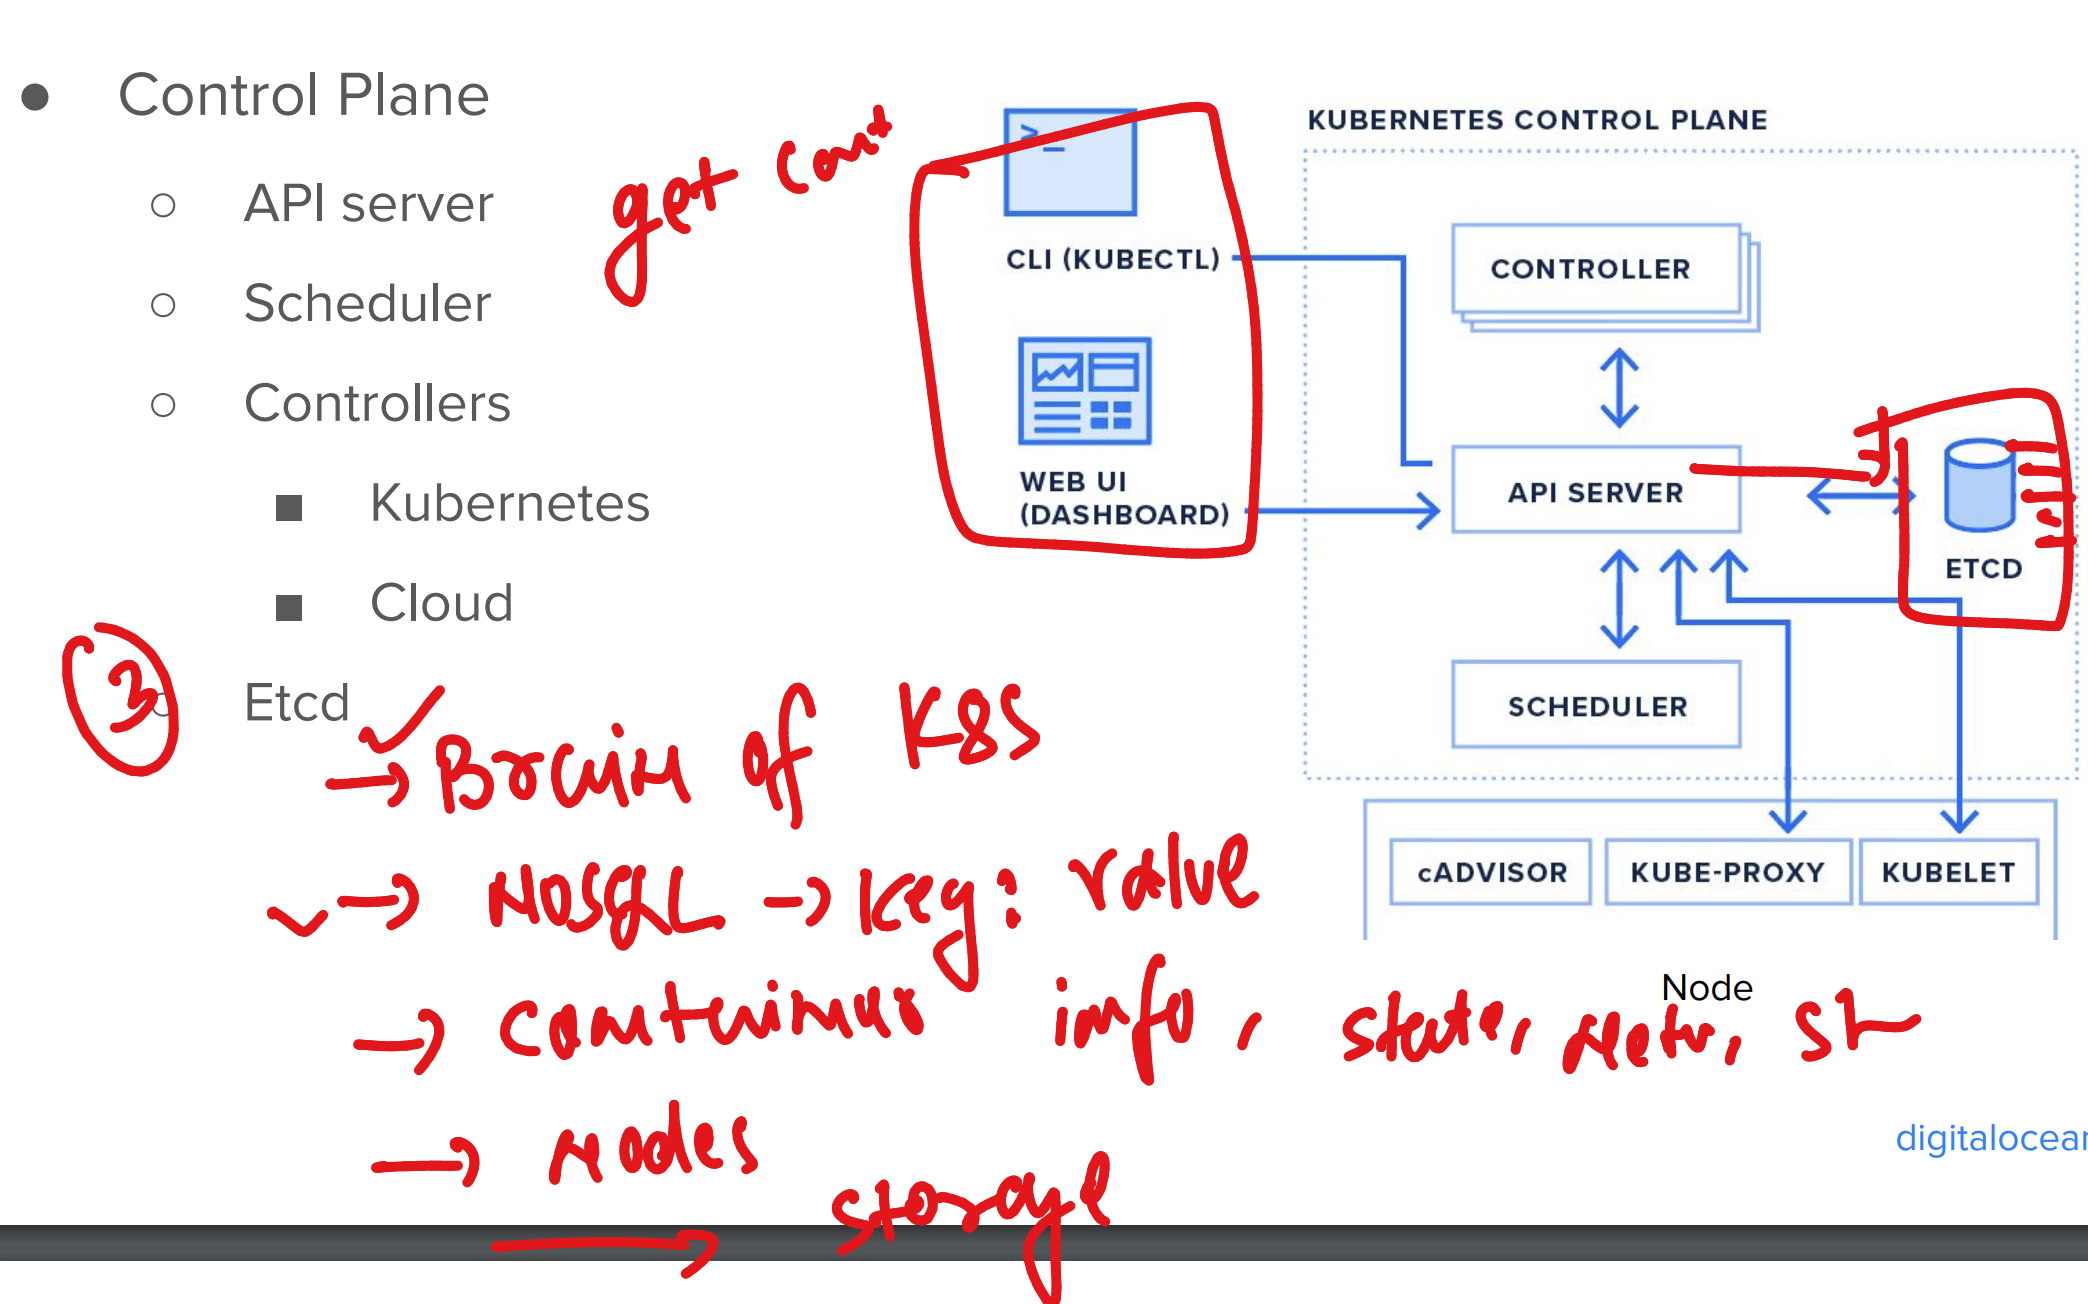 Control Plane
API server
Scheduler
Controllers
Kubernetes
Cloud
Etcd
get cont
3
→ Brain of K8S
→ NOSQL → Key: value
→ containers info, state, Netw, st
→ Nodes
→ storage
KUBERNETES CONTROL PLANE
>_
CLI (KUBECTL)
WEB UI
(DASHBOARD)
CONTROLLER
API SERVER
ETCD
SCHEDULER
cADVISOR
KUBE-PROXY
KUBELET
Node
digitalocean